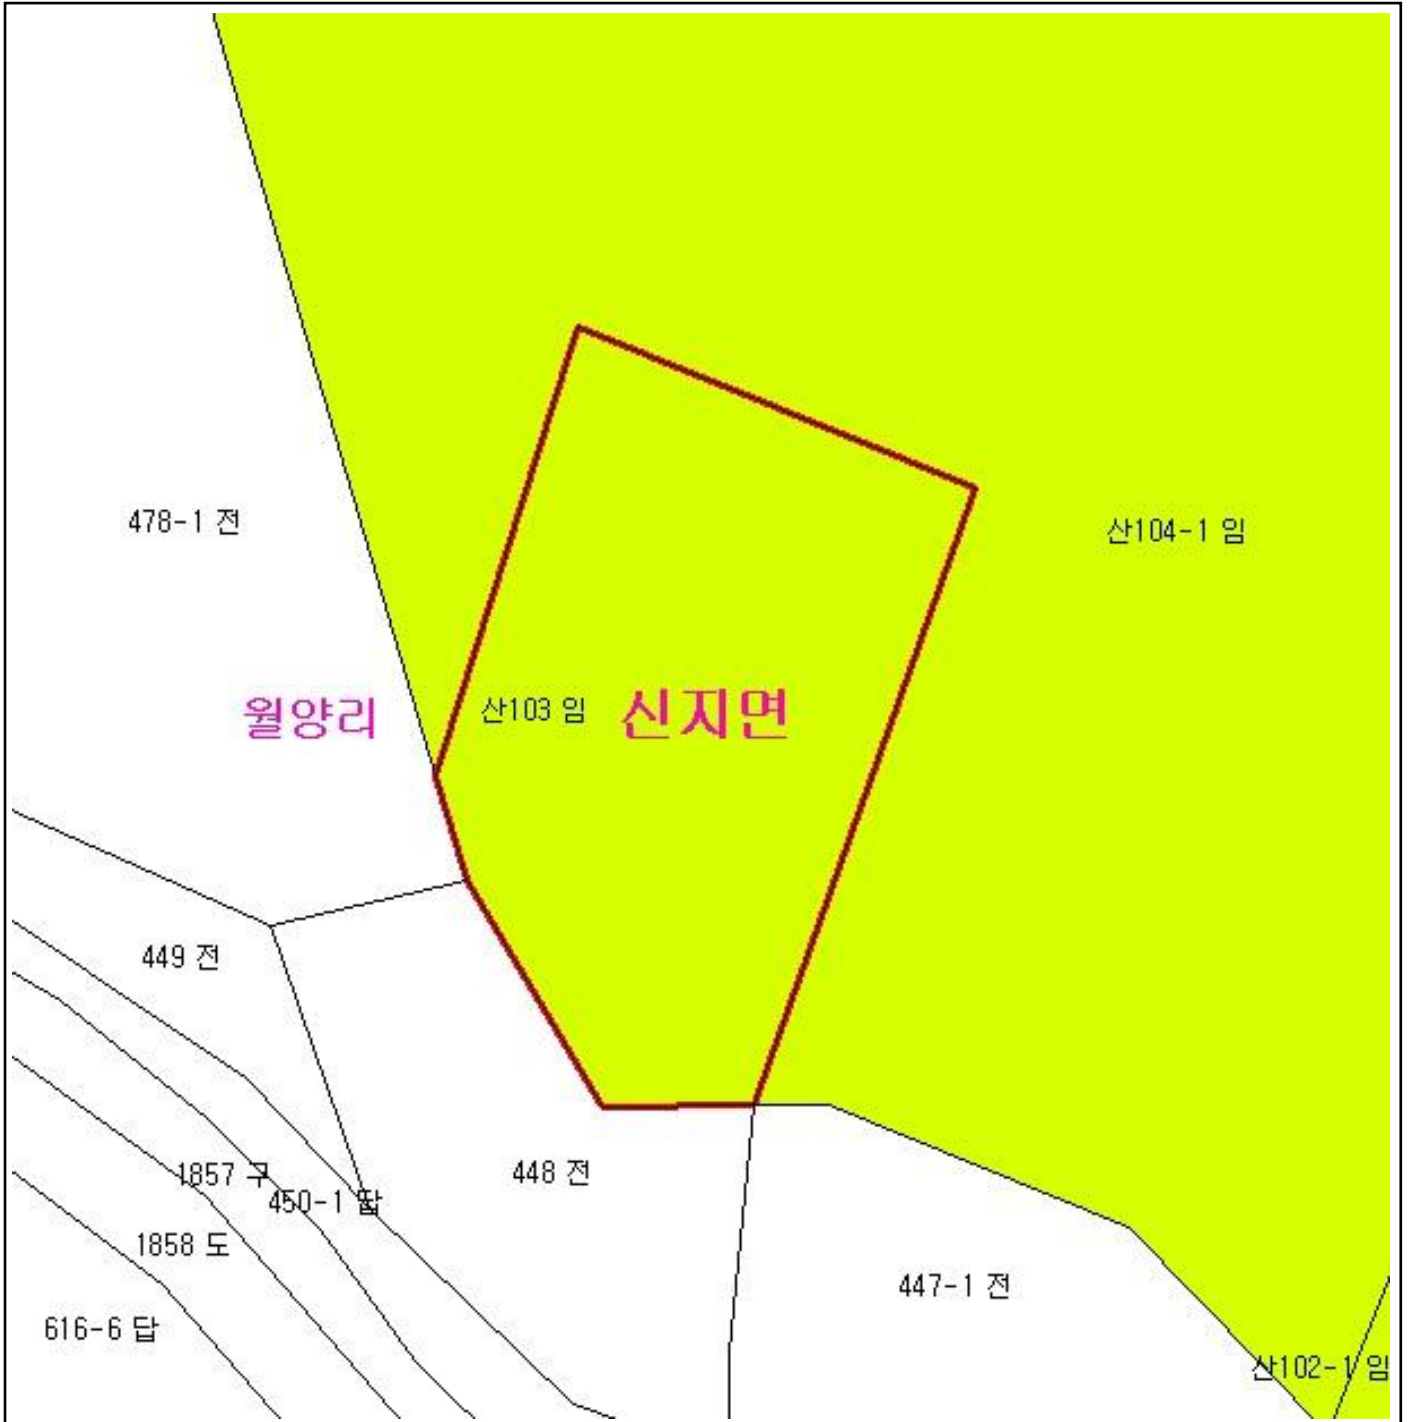 478-1 전
산104-1 임
월양리
산103 임
신지면
449 전
448 전
1857 구
450-1 답
1858 도
447-1 전
616-6 답
산102-1 임